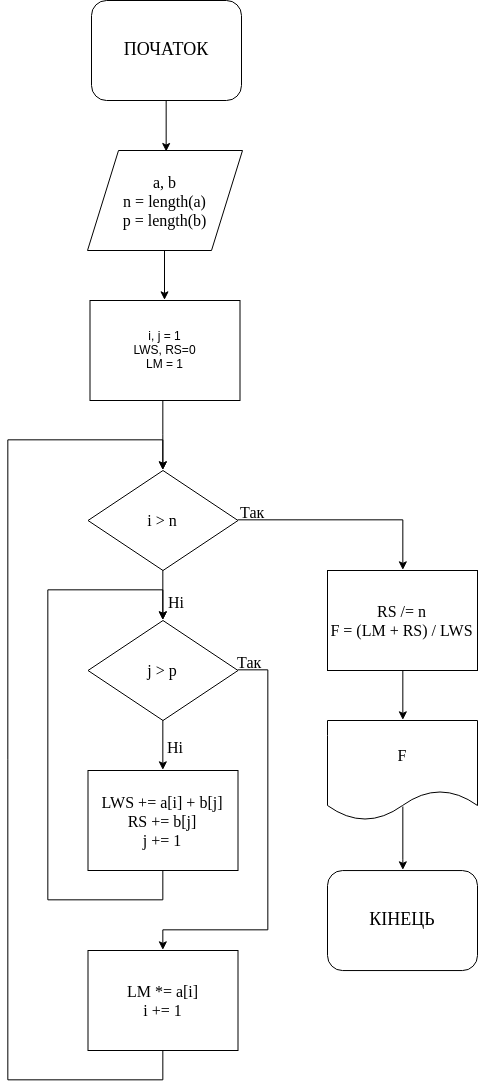 ПОЧАТОК
a, b
n = length(a)
p = length(b)
i, j = 1
LWS, RS=0
LM = 1
i > n
Так
Ні
j > p
Так
Ні
LWS += a[i] + b[j]
RS += b[j]
j += 1
LM *= a[i]
i += 1
RS /= n
F = (LM + RS) / LWS
F
КІНЕЦЬ